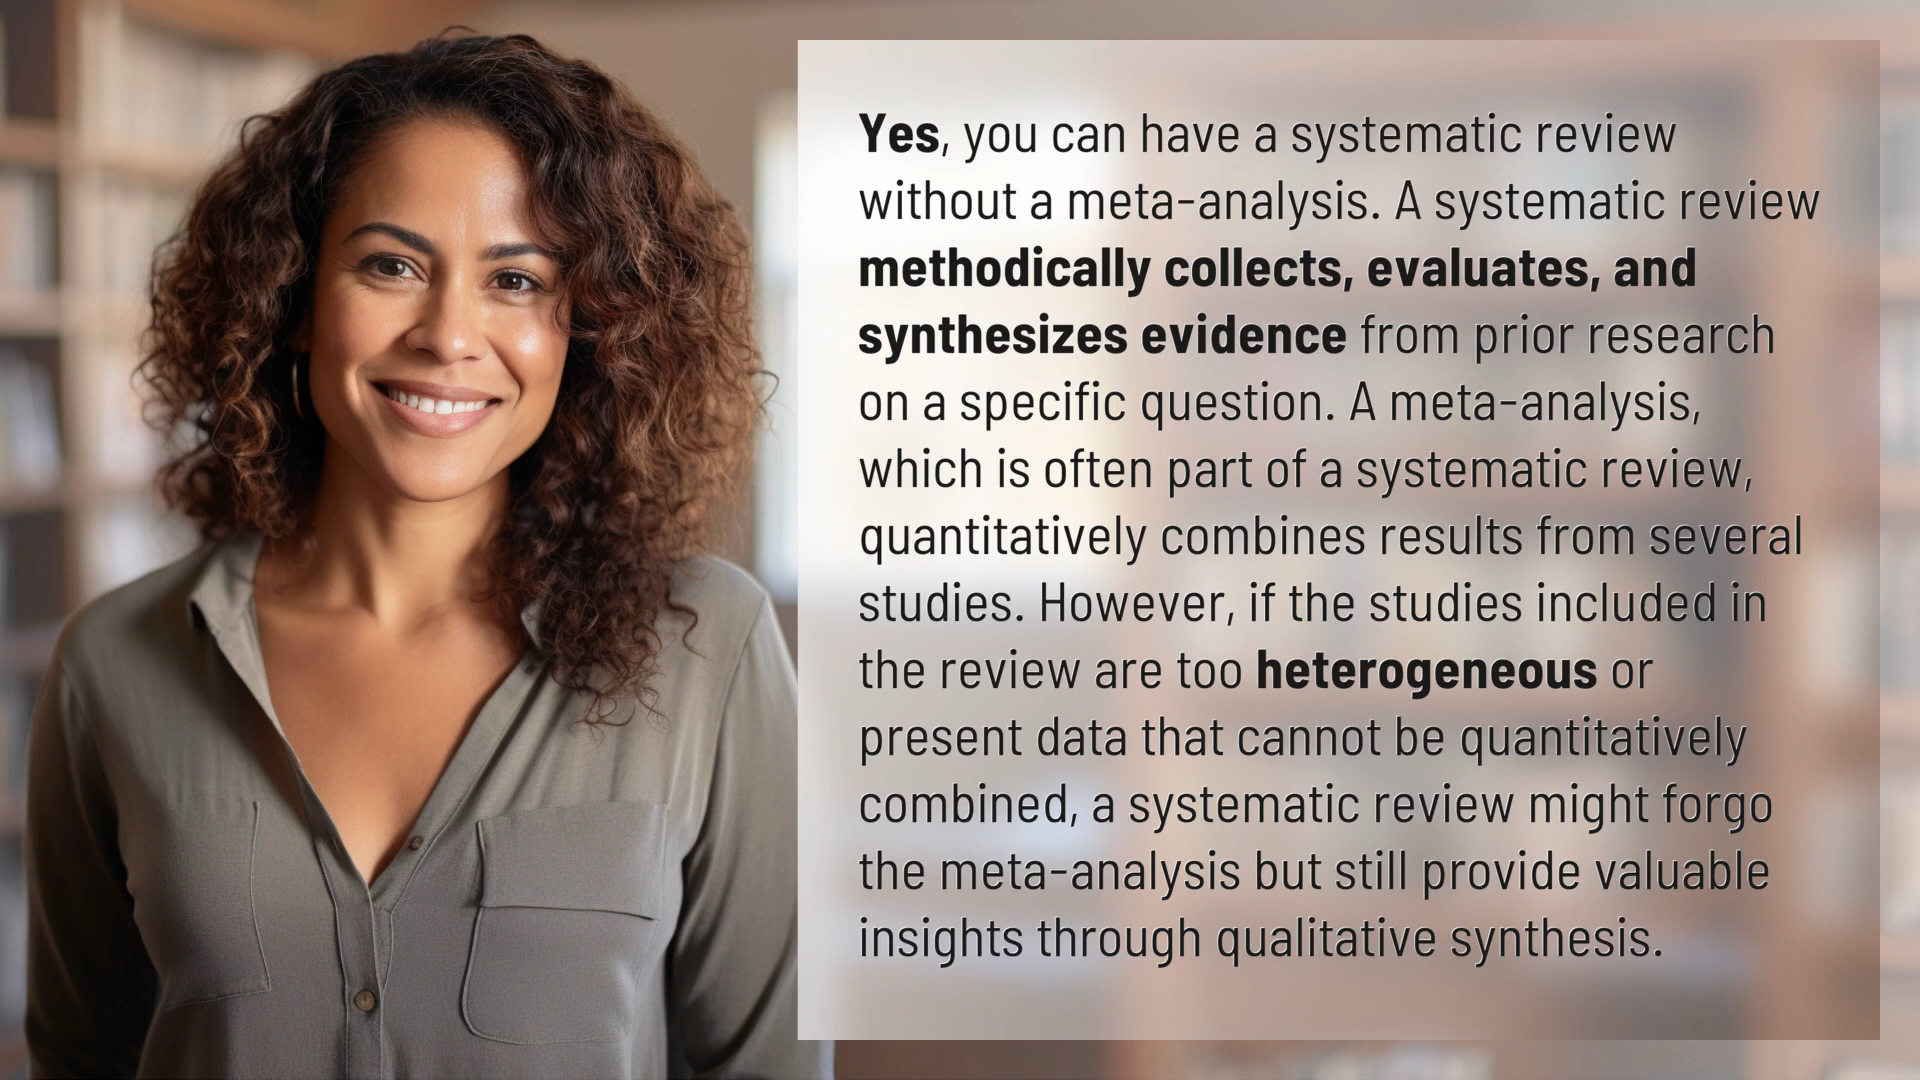 Yes, you can have a systematic review
without a meta-analysis. A systematic review
methodically collects, evaluates, and
synthesizes evidence from prior research
on a specific question. A meta-analysis,
which is often part of a systematic review,
quantitatively combines results from several
studies. However, if the studies included in
the review are too heterogeneous or
present data that cannot be quantitatively
combined, a systematic review might forgo
the meta-analysis but still provide valuable
insights through qualitative synthesis.